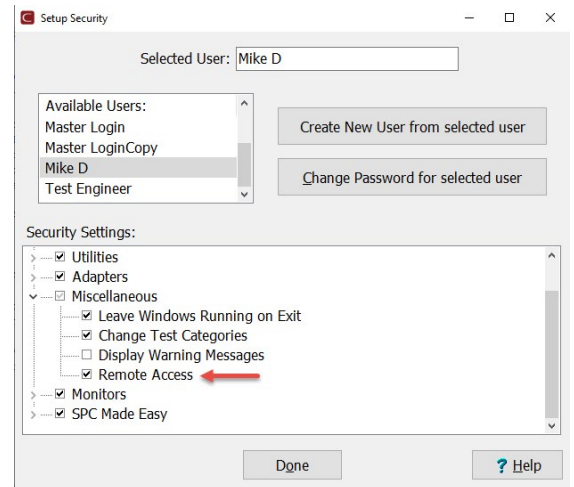 Setup Security
Selected User: Mike D
Available Users:
Master Login
Master LoginCopy
Mike D
Test Engineer
Create New User from selected user
Change Password for selected user
Security Settings:
Utilities
Adapters
Miscellaneous
Leave Windows Running on Exit
Change Test Categories
Display Warning Messages
Remote Access
Monitors
SPC Made Easy
Done
? Help